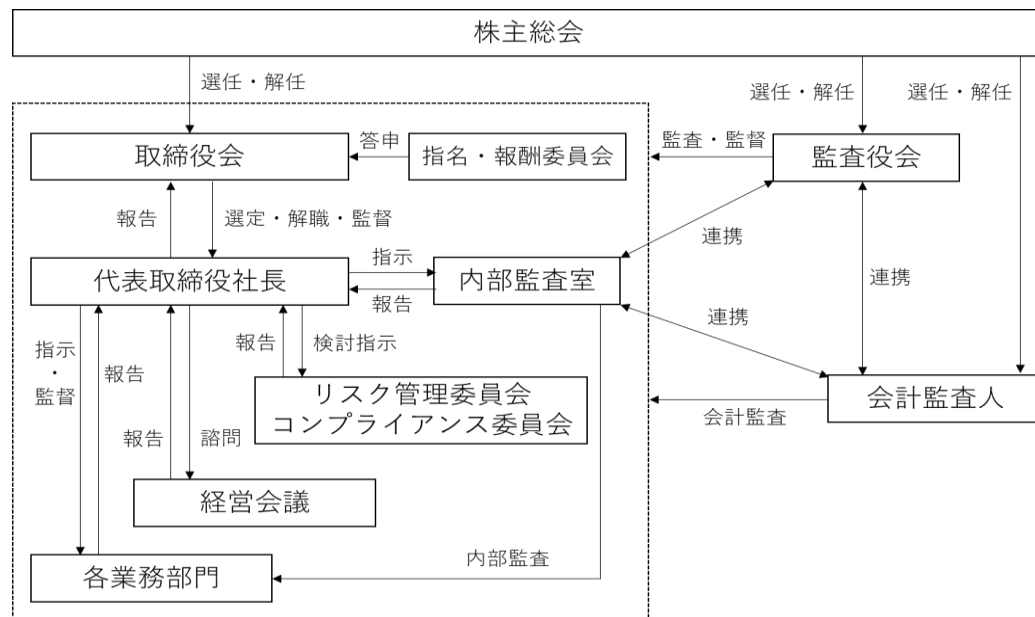 株主総会
選任・解任
選任・解任
選任・解任
取締役会
答申
指名・報酬委員会
監査・監督
監査役会
報告
選定・解職・監督
連携
代表取締役社長
指示
報告
内部監査室
連携
連携
指示
・
監督
報告
報告
検討指示
リスク管理委員会
コンプライアンス委員会
会計監査
会計監査人
報告
諮問
経営会議
内部監査
各業務部門